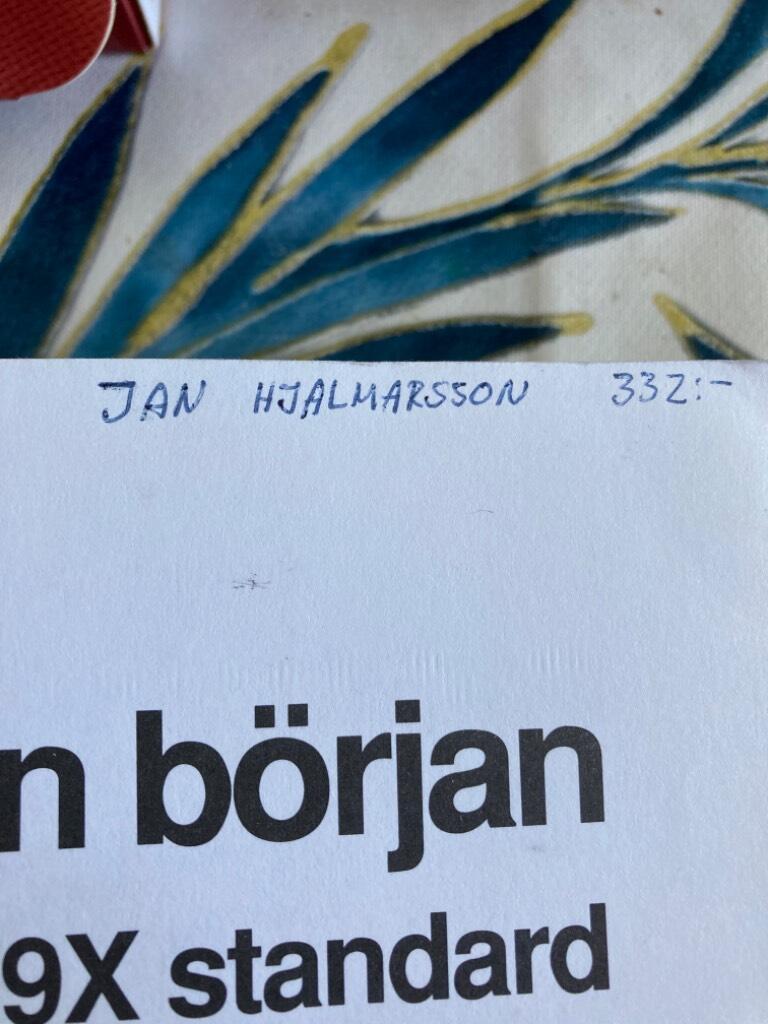 JAN HJALMARSSON 332:-
n början
9X standard